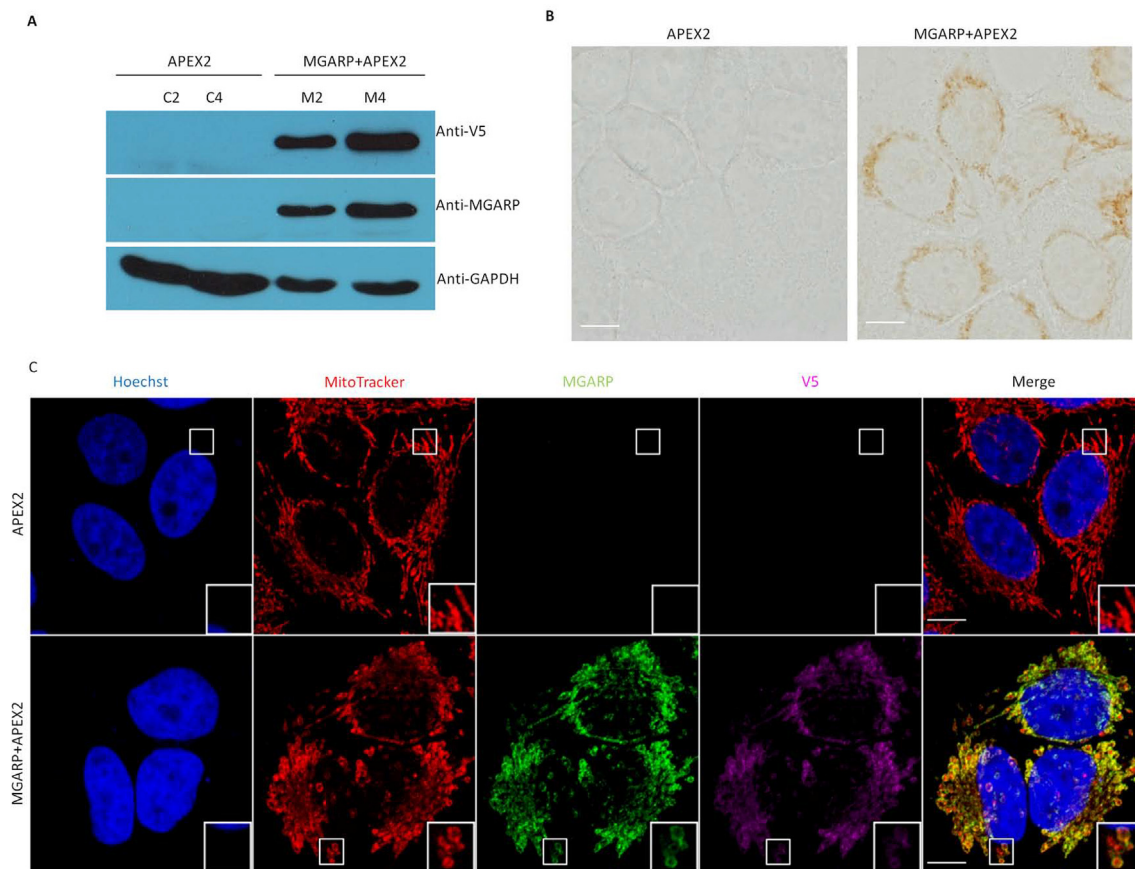 A
APEX2 MGARP+APEX2
C2 C4 M2 M4
Anti-V5
Anti-MGARP
Anti-GAPDH
B
APEX2 MGARP+APEX2
C
Hoechst MitoTracker MGARP V5 Merge
APEX2
MGARP+APEX2